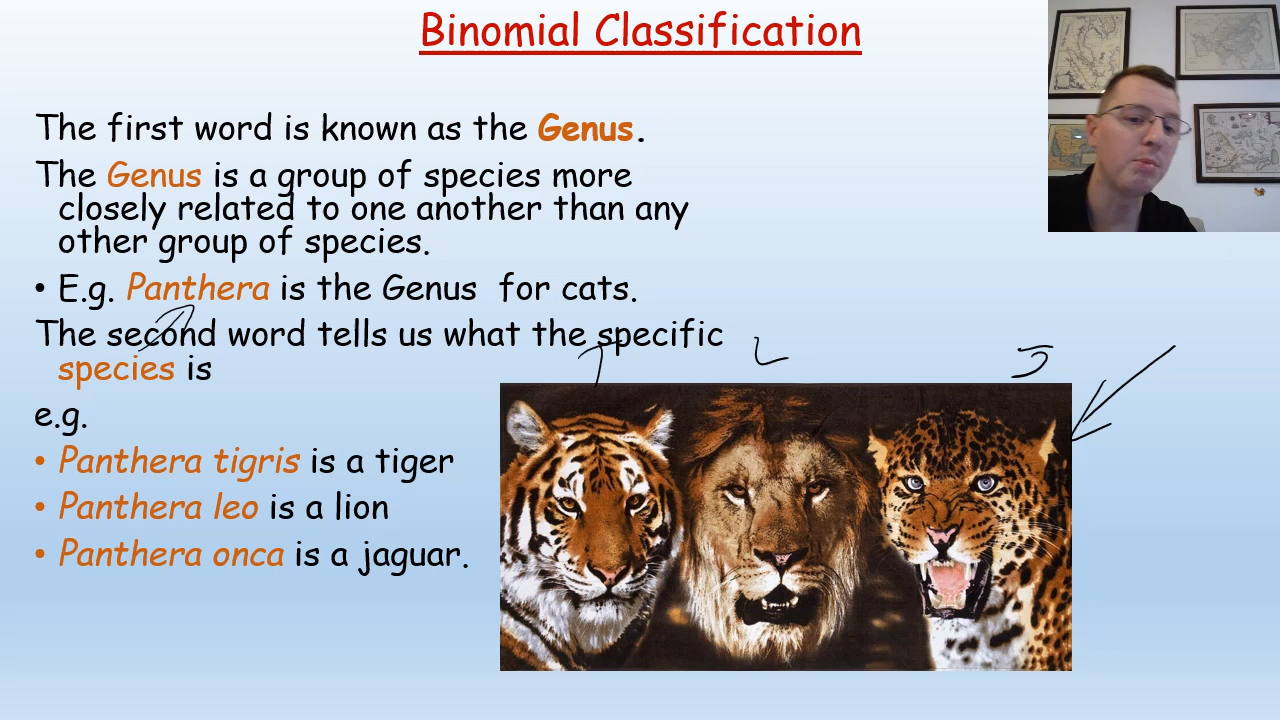 Binomial Classification
The first word is known as the Genus.
The Genus is a group of species more
closely related to one another than any
other group of species.
• E.g. Panthera is the Genus for cats.
The second word tells us what the specific
species is
e.g.
• Panthera tigris is a tiger
• Panthera leo is a lion
• Panthera onca is a jaguar.
T L J